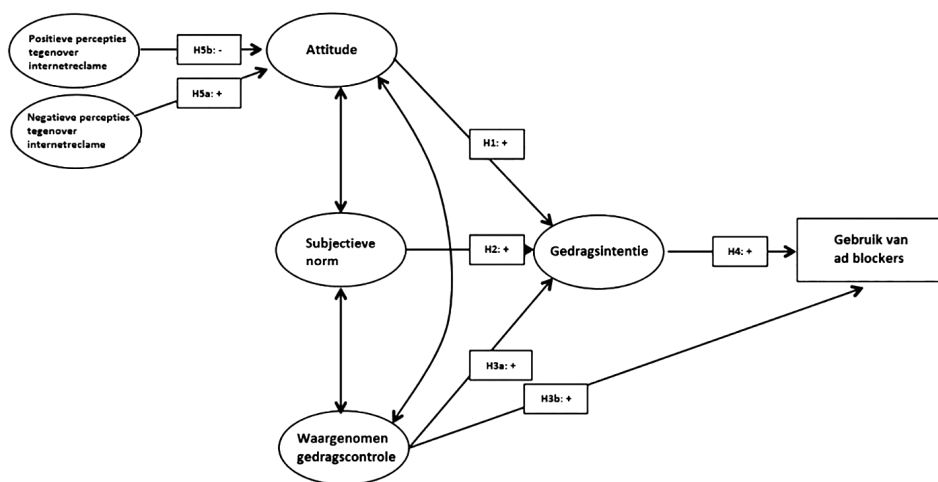 Positieve percepties
tegenover
internetreclame
H5b: -
Attitude
H5a: +
Negatieve percepties
tegenover
internetreclame
H1: +
Subjectieve
norm
H2: +
Gedragsintentie
H4: +
Gebruik van
ad blockers
H3a: +
H3b: +
Waargenomen
gedragscontrole